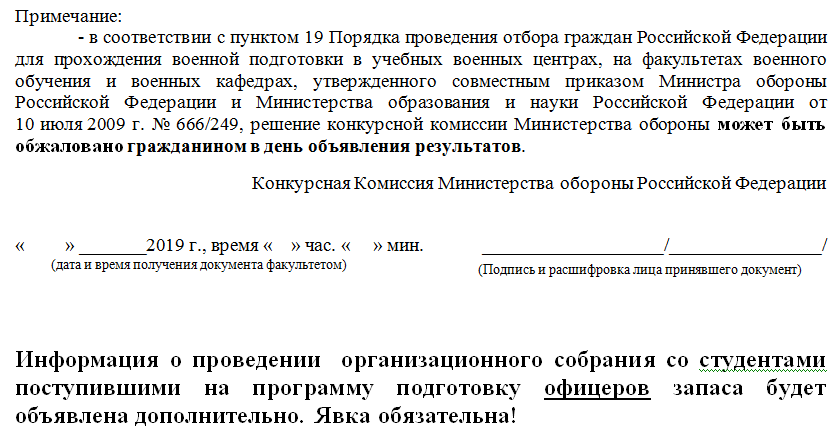 Примечание:
- в соответствии с пунктом 19 Порядка проведения отбора граждан Российской Федерации
для прохождения военной подготовки в учебных военных центрах, на факультетах военного
обучения и военных кафедрах, утвержденного совместным приказом Министра обороны
Российской Федерации и Министерства образования и науки Российской Федерации от
10 июля 2009 г. № 666/249, решение конкурсной комиссии Министерства обороны может быть
обжаловано гражданином в день объявления результатов.
Конкурсная Комиссия Министерства обороны Российской Федерации
« » _______2019 г., время « » час. « » мин. ___________________/________________/
(дата и время получения документа факультетом) (Подпись и расшифровка лица принявшего документ)
Информация о проведении организационного собрания со студентами
поступившими на программу подготовку офицеров запаса будет
объявлена дополнительно. Явка обязательна!